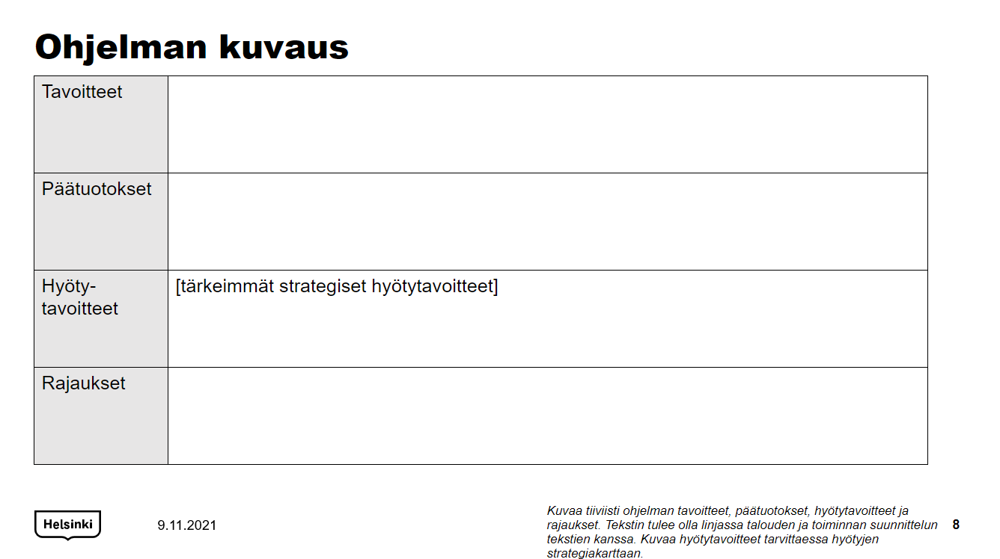 Ohjelman kuvaus
Tavoitteet
Päätuotokset
Hyöty-
tavoitteet
[tärkeimmät strategiset hyötytavoitteet]
Rajaukset
Helsinki
9.11.2021
Kuvaa tiiviisti ohjelman tavoitteet, päätuotokset, hyötytavoitteet ja
rajaukset. Tekstin tulee olla linjassa talouden ja toiminnan suunnittelun
tekstien kanssa. Kuvaa hyötytavoitteet tarvittaessa hyötyjen
strategiakarttaan.
8